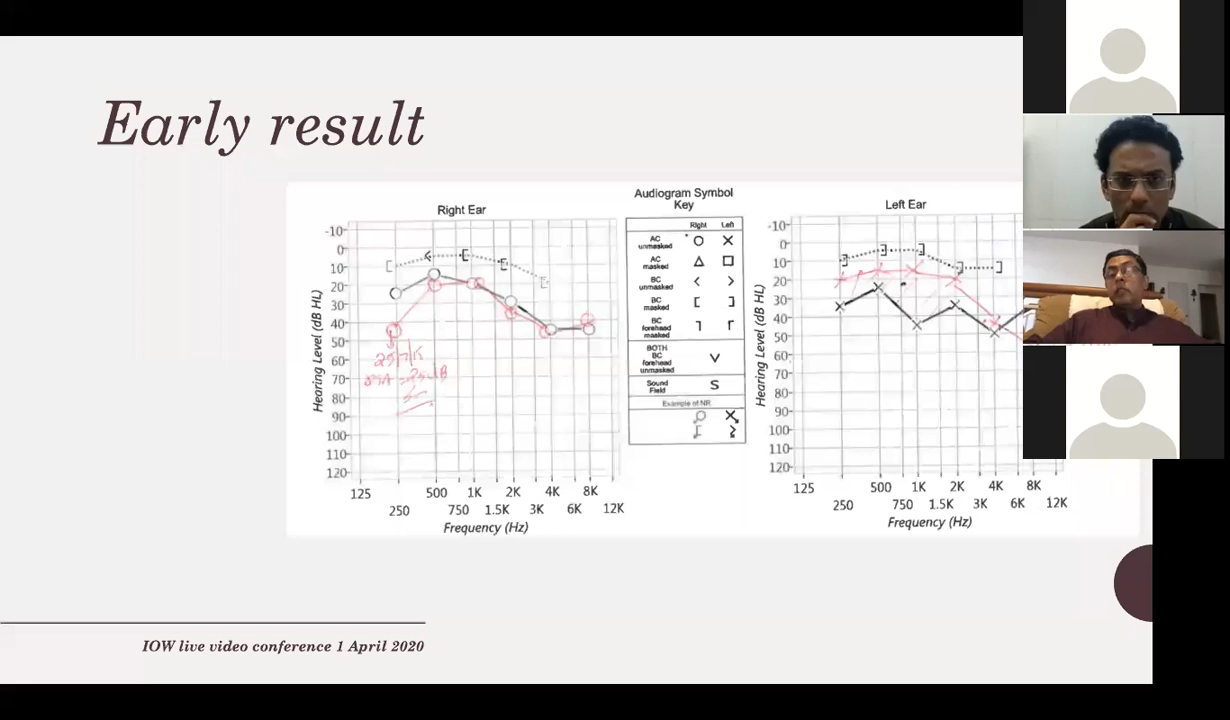 Early result
Right Ear
-10
0
10
20
30
40
50
60
70
80
90
100
110
120
Hearing Level (dB HL)
125
500
1K
2K
4K
8K
250
750
1.5K
3K
6K
12K
Frequency (Hz)
Audiogram Symbol
Key
Right Left
AC
unmasked
AC
masked
BC
unmasked
BC
masked
BC
forehead
masked
BOTH
BC
forehead
unmasked
Sound
Field
S
Example of NR
Left Ear
-10
0
10
20
30
40
50
60
70
80
90
100
110
120
Hearing Level (dB HL)
125
500
1K
2K
4K
8K
250
750
1.5K
3K
6K
12K
Frequency (Hz)
IOW live video conference 1 April 2020